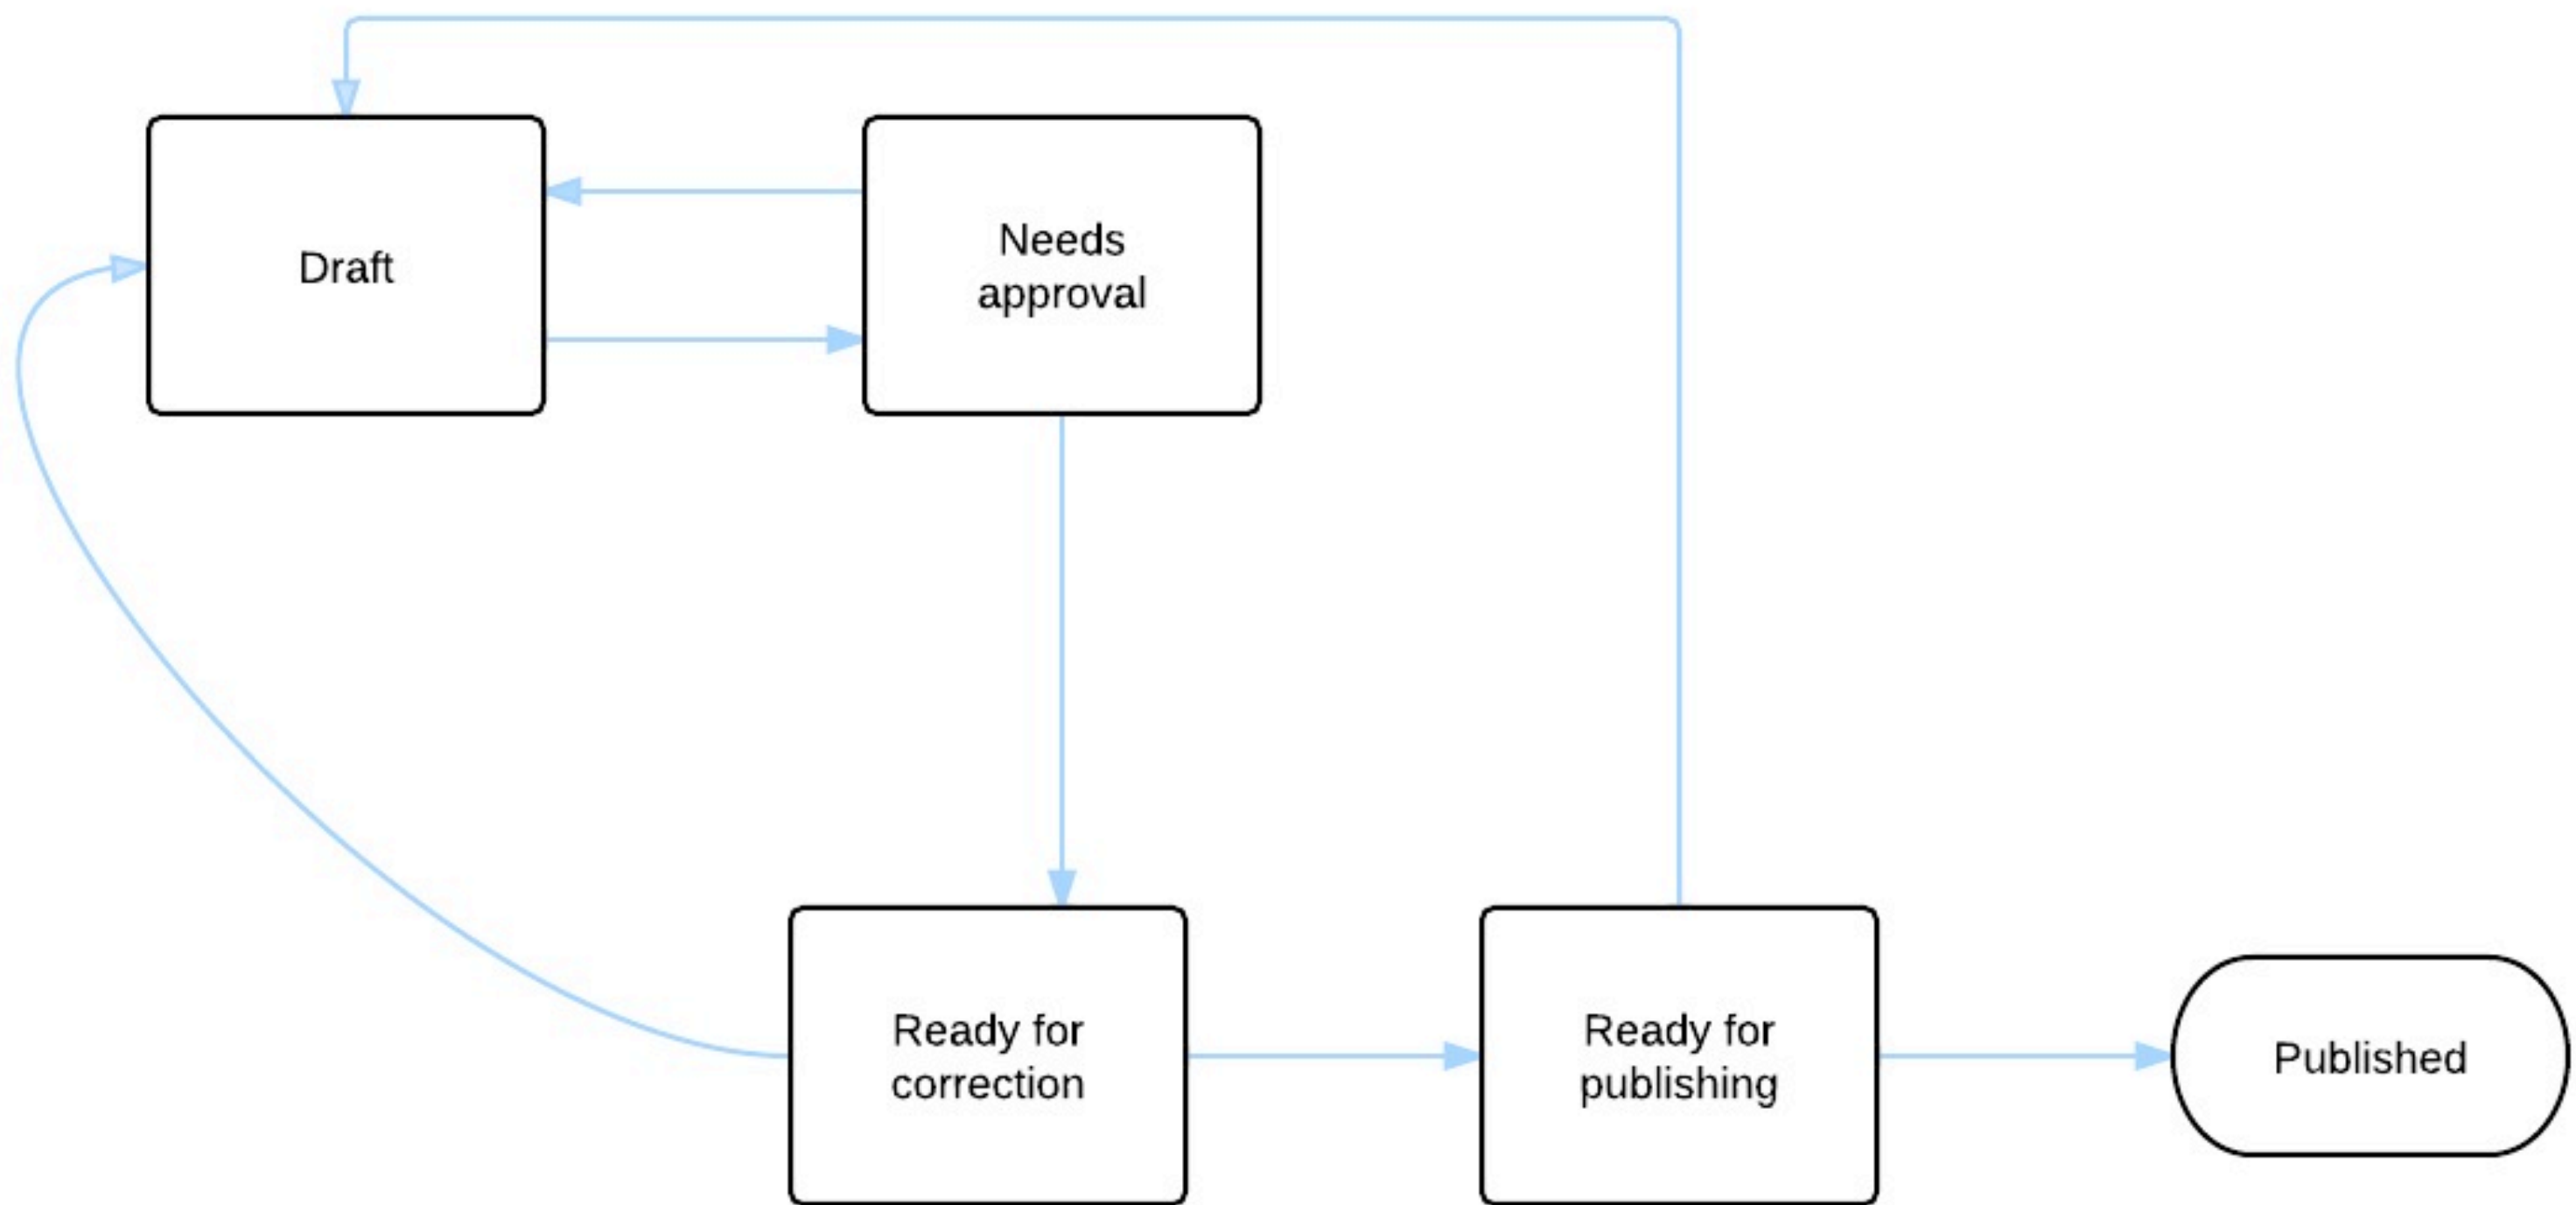 Draft
Needs
approval
Ready for
correction
Ready for
publishing
Published